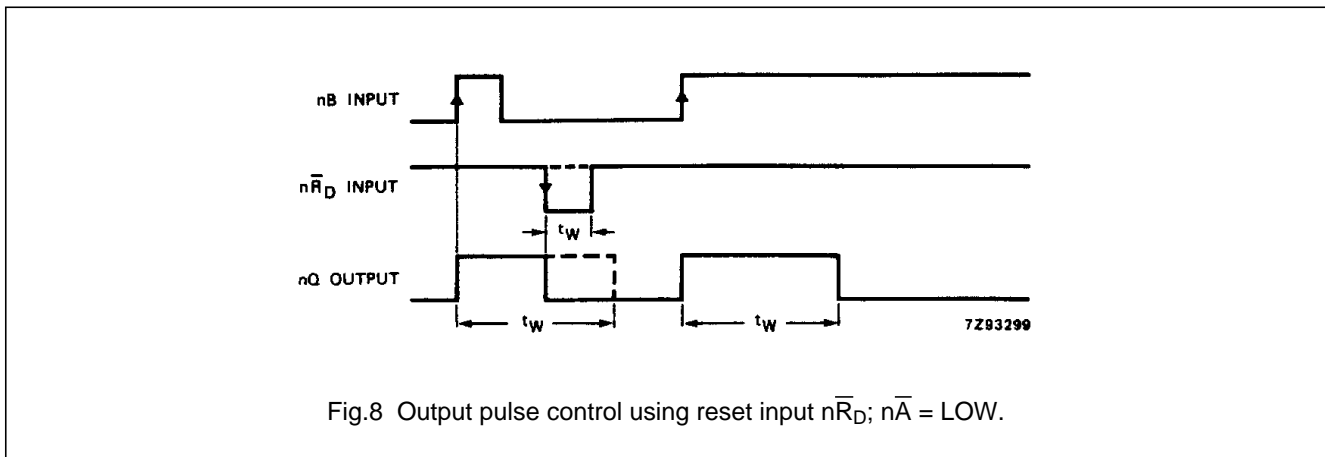 nB INPUT
nR̅D INPUT
tW
nQ OUTPUT
tW
tW
7Z93299
Fig.8 Output pulse control using reset input nR̅D; nA̅ = LOW.